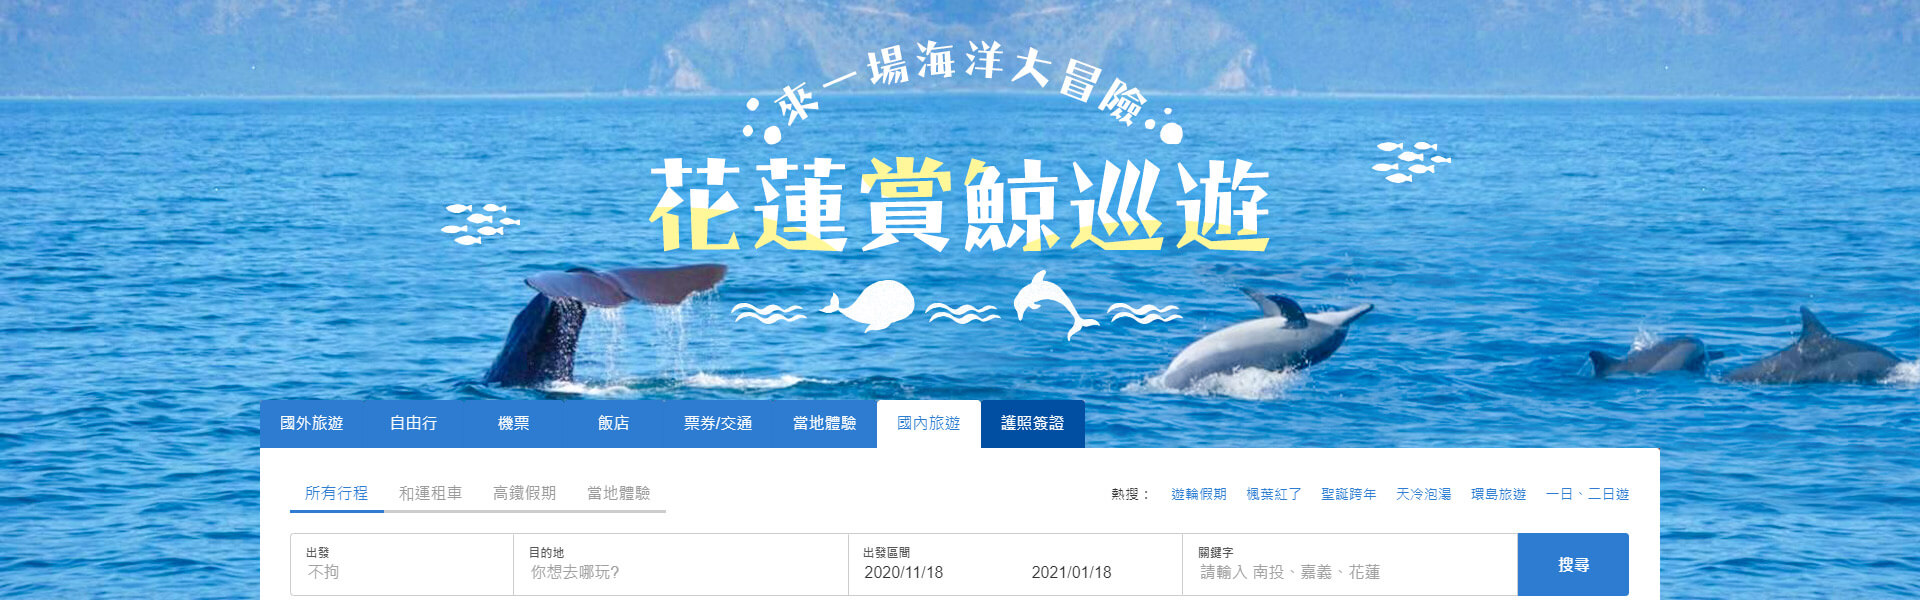 來一場海洋大冒險
花蓮賞鯨巡遊
國外旅遊 自由行 機票 飯店 票券/交通 當地體驗 國內旅遊 護照簽證
所有行程 和運租車 高鐵假期 當地體驗 熱搜： 遊輪假期 楓葉紅了 聖誕跨年 天冷泡湯 環島旅遊 一日、二日遊
出發 目的地 出發區間 關鍵字
不拘 你想去哪玩? 2020/11/18 2021/01/18 請輸入 南投、嘉義、花蓮 搜尋